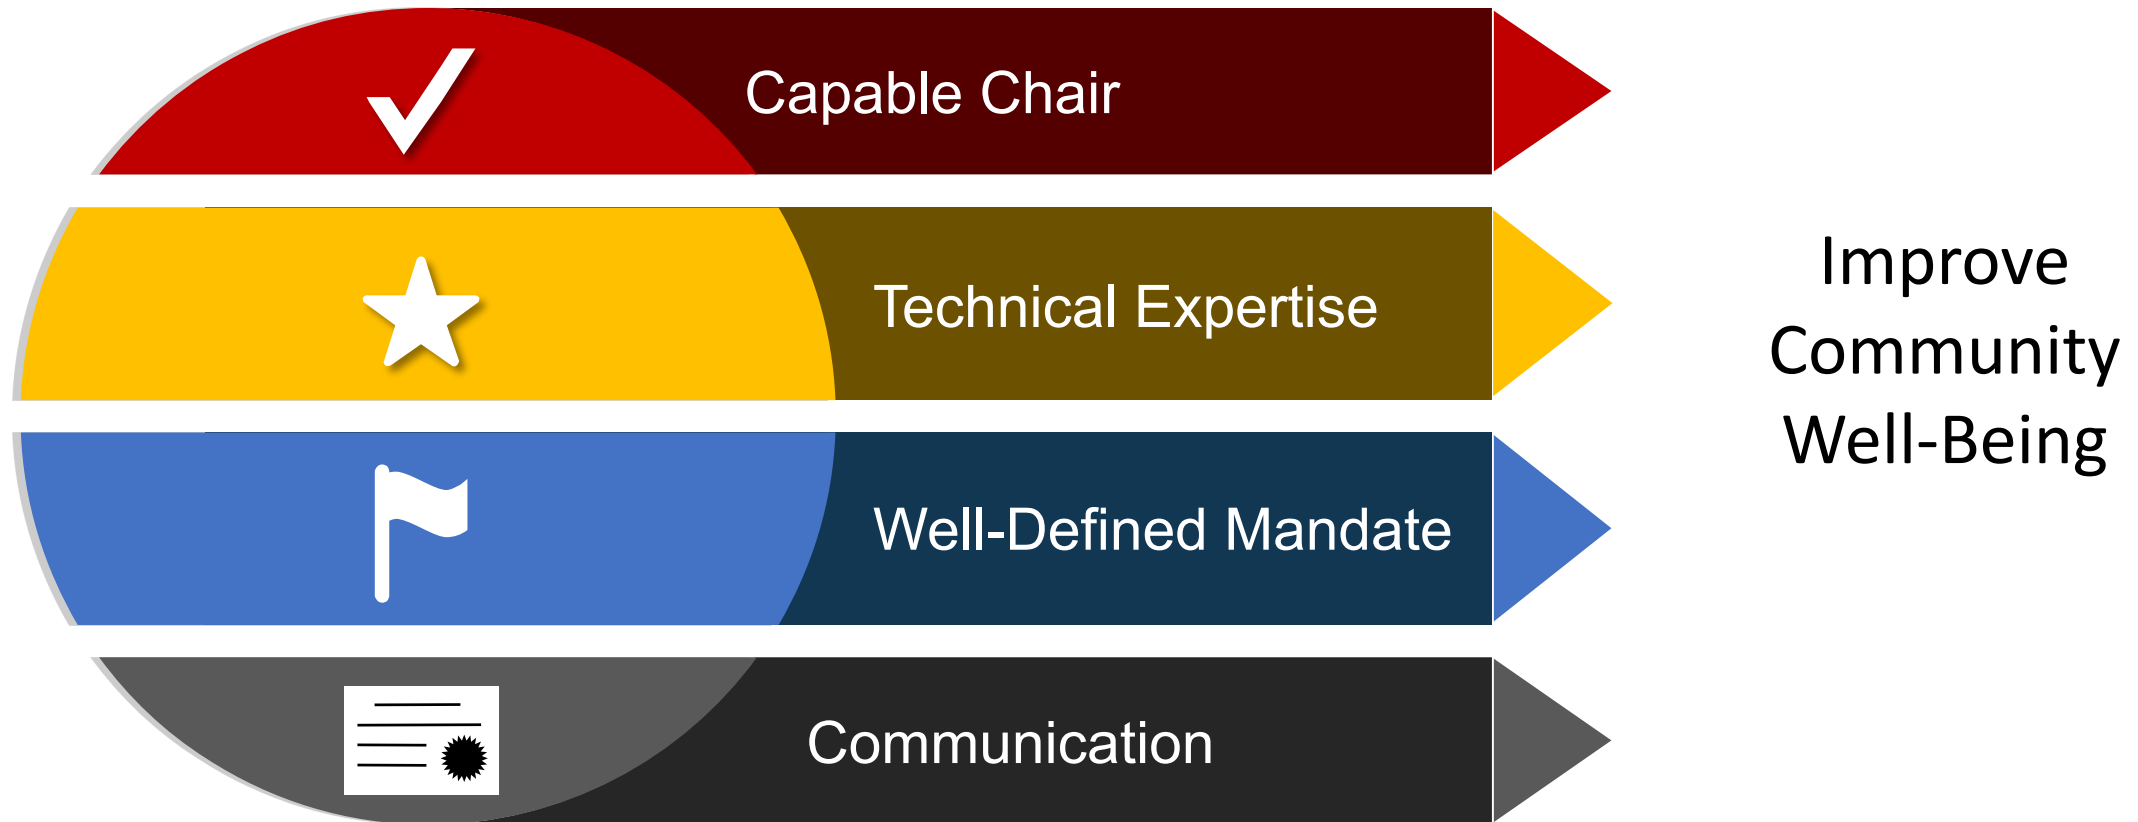 Capable Chair
Technical Expertise
Well-Defined Mandate
Communication
Improve
Community
Well-Being